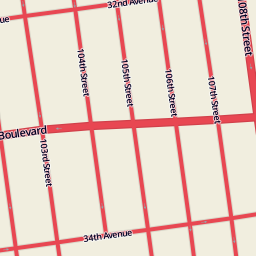 32nd Avenue
ue
108th Street
104th Street
105th Street
106th Street
107th Street
Boulevard
103rd Street
34th Avenue